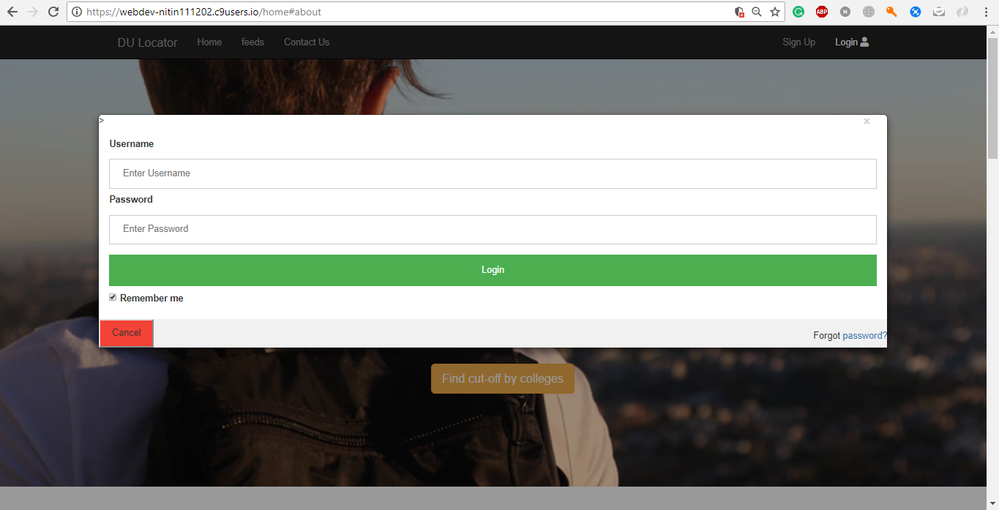 https://webdev-nitin111202.c9users.io/home#about
ABP
M
DU Locator Home feeds Contact Us Sign Up Login
> ×
Username
Enter Username
Password
Enter Password
Login
Remember me
Cancel Forgot password?
Find cut-off by colleges